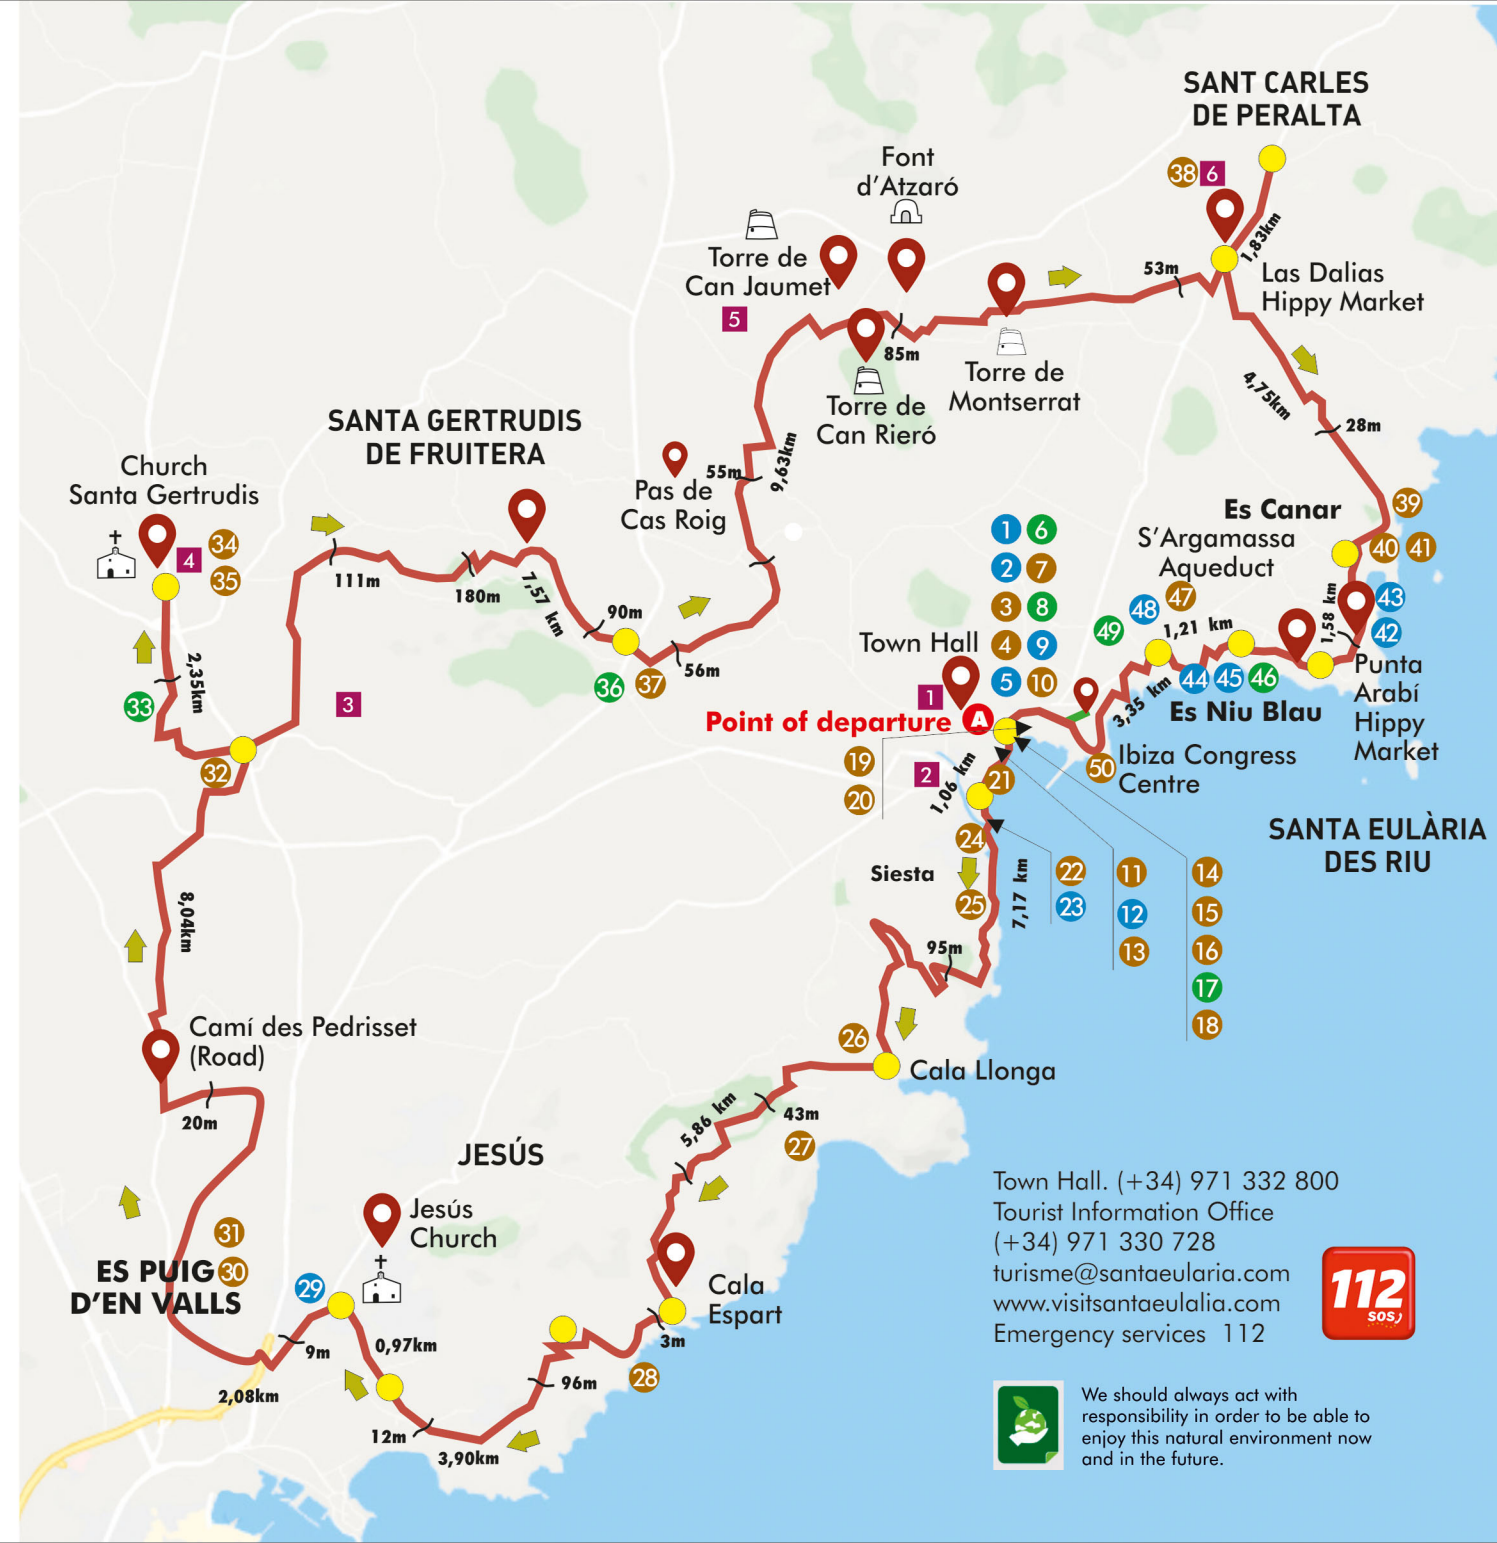 SANT CARLES
DE PERALTA
38
6
1,83km
Font
d'Atzaró
Torre de
Can Jaumet
5
53m
Las Dalias
Hippy Market
85m
Torre de
Can Rieró
Torre de
Montserrat
4,75km
28m
SANTA GERTRUDIS
DE FRUITERA
Church
Santa Gertrudis
4
34
35
Pas de
Cas Roig
55m
9,63km
111m
180m
7,57 km
90m
56m
36
37
2,35km
33
3
32
Es Canar
39
40
41
S'Argamassa
Aqueduct
1
6
2
7
3
8
4
9
5
10
Town Hall
1
Point of departure
A
49
48
47
1,21 km
1,58 km
43
42
44
45
46
3,35 km
Es Niu Blau
Punta
Arabí
Hippy
Market
50
Ibiza Congress
Centre
19
20
2
1,06 km
21
24
Siesta
25
7,17 km
22
23
11
12
13
14
15
16
17
18
SANTA EULÀRIA
DES RIU
95m
26
Cala Llonga
8,04km
Camí des Pedrisset
(Road)
20m
5,86 km
43m
27
JESÚS
Jesús
Church
31
30
ES PUIG
D'EN VALLS
29
9m
0,97km
2,08km
12m
3,90km
96m
28
3m
Cala
Espart
Town Hall. (+34) 971 332 800
Tourist Information Office
(+34) 971 330 728
turisme@santaeularia.com
www.visitsantaeulalia.com
Emergency services 112
112
SOS
We should always act with
responsibility in order to be able to
enjoy this natural environment now
and in the future.